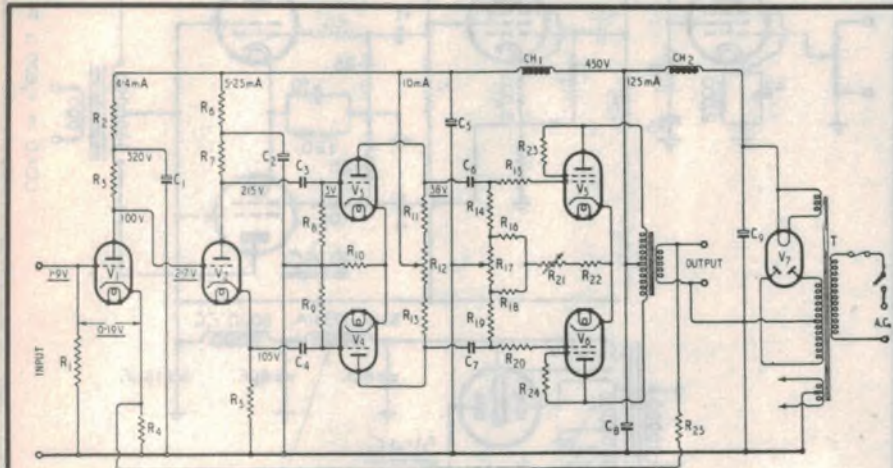 CH1
450V
CH2
4·4mA
5·25mA
10mA
125mA
R2
R6
R23
320V
C1
R3
R7
C2
C3
C5
V3
38V
C6
R15
V5
C9
215V
5V
R14
100V
R8
R11
R16
V7
T
1·9V
V1
2·7V
V2
R10
R12
R17
R21
R22
OUTPUT
A.C.
0·19V
R9
R13
R18
INPUT
R1
105V
C4
V4
R19
C7
R20
V6
R5
R24
R4
C8
R25